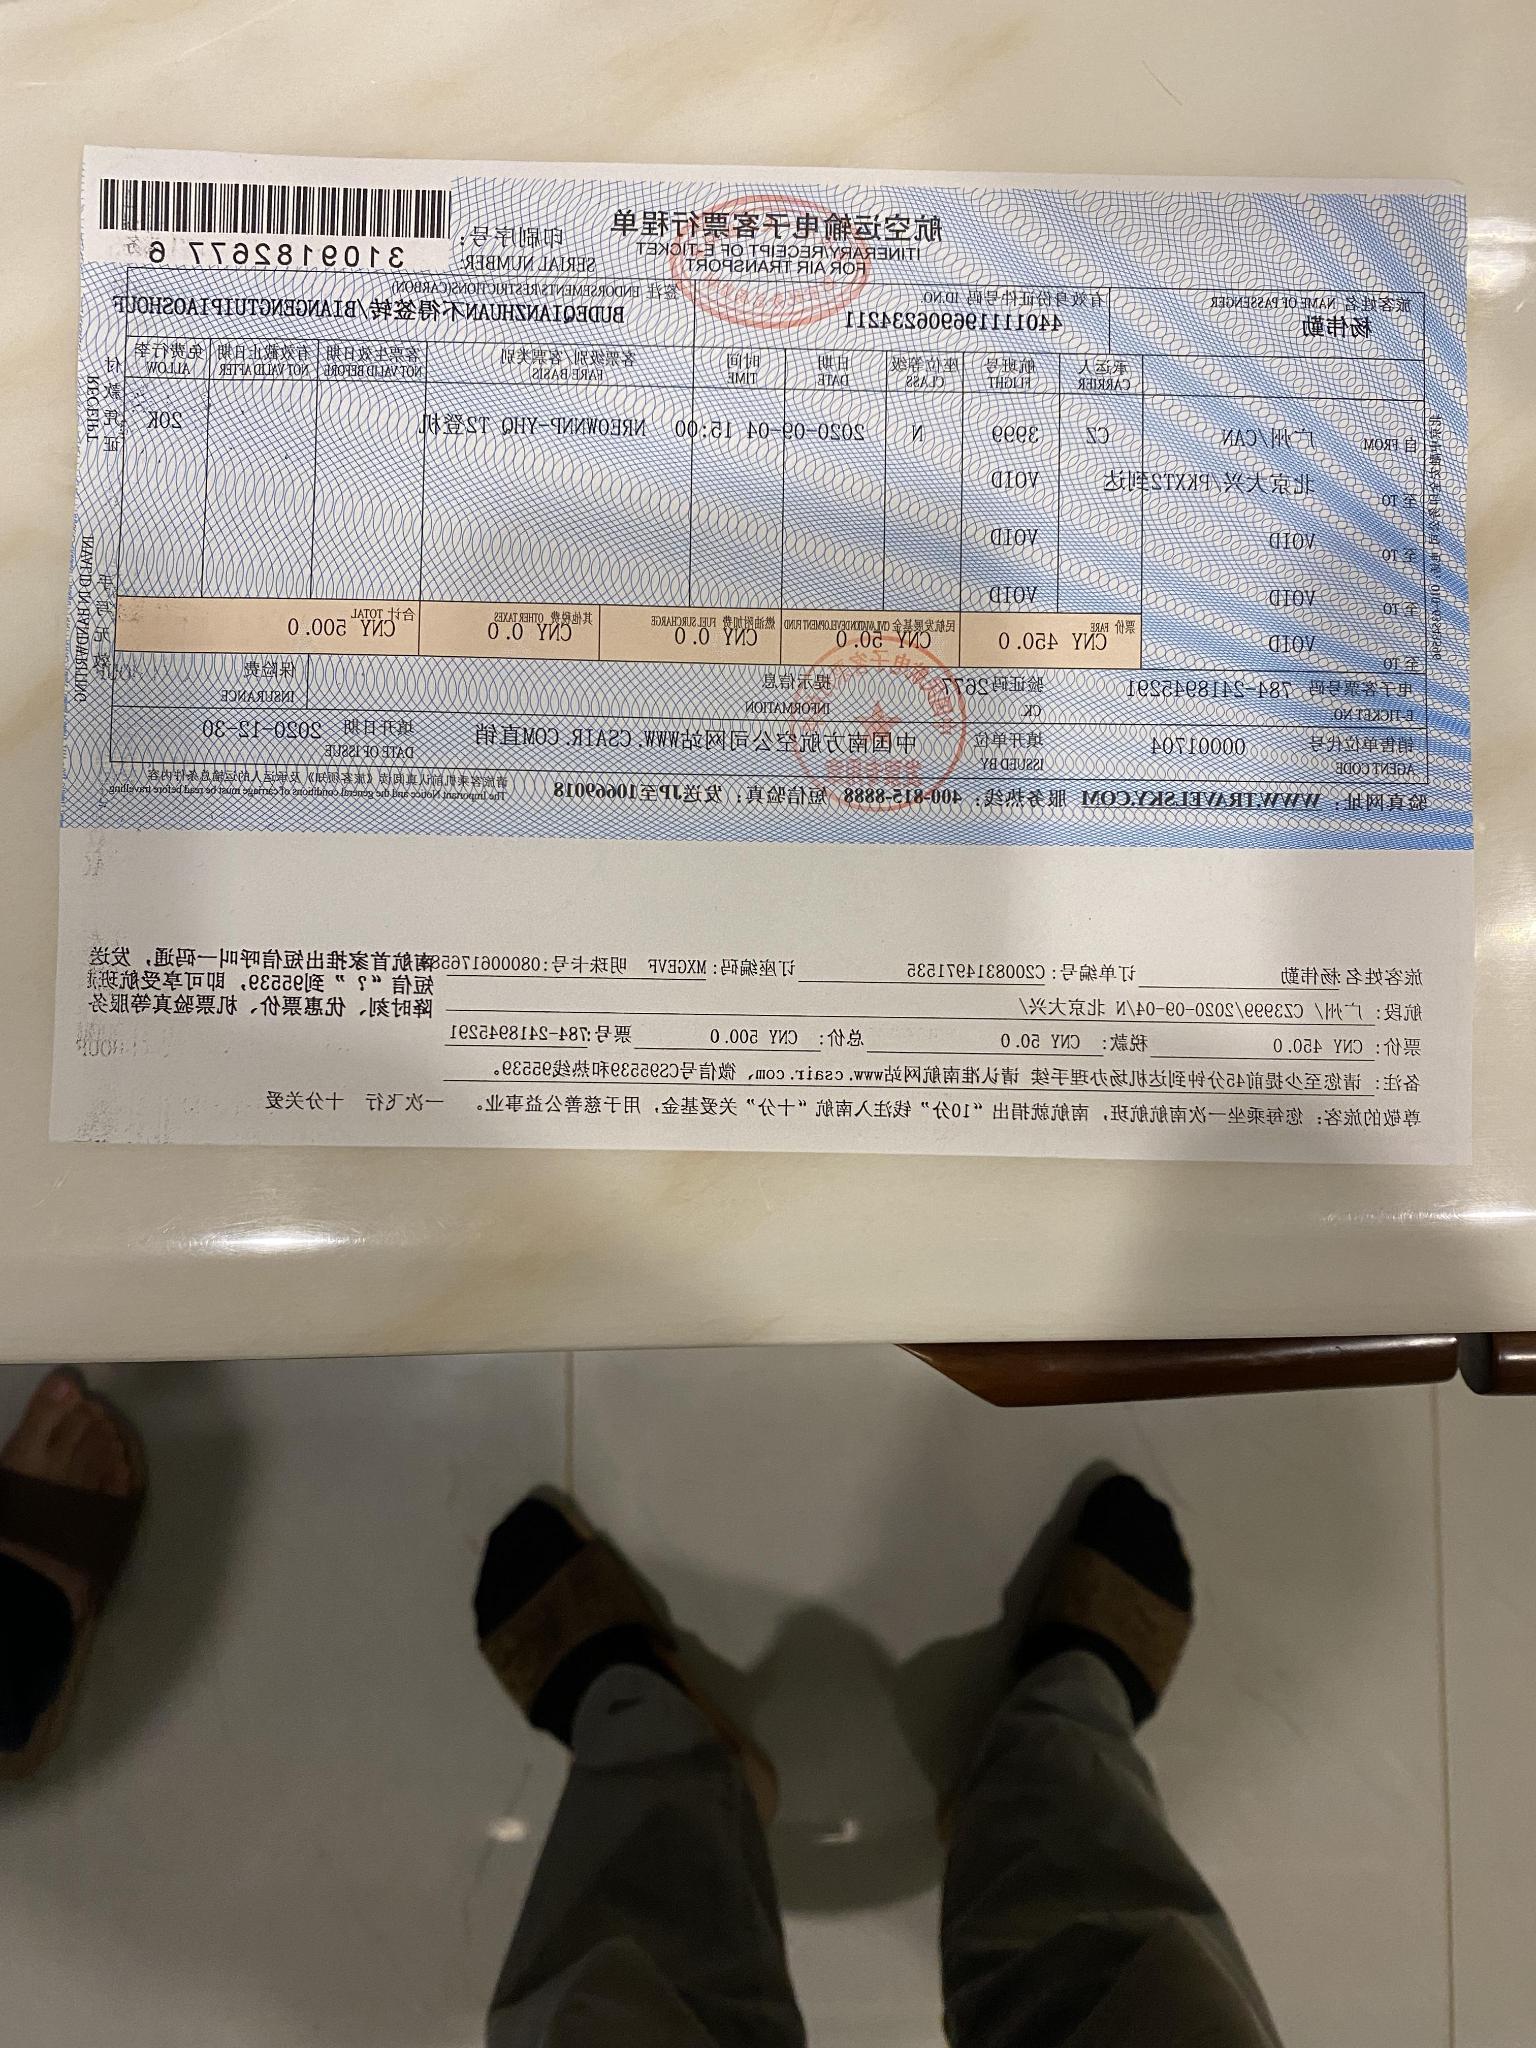 航空运输电子客票行程单
ITINERARY/RECEIPT OF E-TICKET
FOR AIR TRANSPORT
印刷序号:
SERIAL NUMBER:
3109182677 6
旅客姓名 NAME OF PASSENGER
杨伟勤
有效身份证件号码 ID.NO.
440111196906234211
签注 ENDORSEMENTS/RESTRICTIONS(CARBON)
BUDEQIANZHUAN不得签转/BIANGENGTUIPIAOSHOUF
承运人 CARRIER 航班号 FLIGHT 座位等级 CLASS 日期 DATE 时间 TIME 客票级别/客票类别 FARE BASIS 客票生效日期 NOT VALID BEFORE 有效截止日期 NOT VALID AFTER 免费行李 ALLOW
自 FROM 广州/CAN CZ 3999 N 2020-09-04 15:00 NREOWNNP-YHQ T2登机 20K
至 TO 北京大兴/PKXT2到达 VOID
至 TO VOID VOID
至 TO VOID VOID
至 TO VOID
票价 FARE CNY 450.0
民航发展基金 CIVIL AVIATION DEVELOPMENT FUND CNY 50.0
燃油附加费 FUEL SURCHARGE CNY 0.0
其他税费 OTHER TAXES CNY 0.0
合计 TOTAL CNY 500.0
电子客票号码 E-TICKET NO. 784-2418945291
验证码 CK. 2677
提示信息 INFORMATION
保险费 INSURANCE
销售单位代号 AGENT CODE 00001704
填开单位 ISSUED BY 中国南方航空公司网站WWW.CSAIR.COM直销
填开日期 DATE OF ISSUE 2020-12-30
验真网址: WWW.TRAVELSKY.COM 服务热线: 400-815-8888 短信验真: 发送JP至10669018
请旅客乘机前认真阅读《旅客须知》及承运人的运输总条件内容
The Important Notice and the general conditions of carriage must be read before travelling
付款凭证
RECEIPT
手写无效
INVALID IN HANDWRITING
旅客姓名:杨伟勤 订单编号:C2008314971535 订座编码:MXGEVF 明珠卡号:080006176558
航段: 广州/ CZ3999/2020-09-04/N 北京大兴/
票价: CNY 450.0 税款: CNY 50.0 总价: CNY 500.0 票号:784-2418945291
备注: 请您至少提前45分钟到达机场办理手续 请认准南航网站www.csair.com、微信号CS95539和热线95539。
尊敬的旅客：您每乘坐一次南航航班，南航就捐出“10分”钱注入南航“十分”关爱基金，用于慈善公益事业。 一次飞行 十分关爱
南航首家推出短信呼叫一码通，发送
短信“？”到95539，即可享受航班
降时刻、优惠票价、机票验真等服务